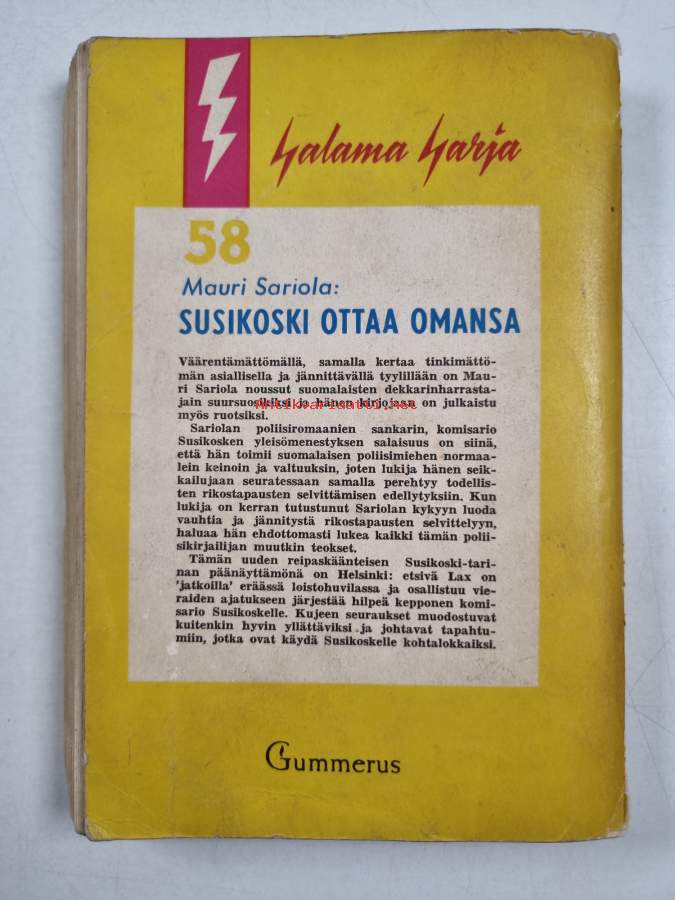 Salama Sarja
58
Mauri Sariola:
SUSIKOSKI OTTAA OMANSA
Väärentämättömällä, samalla kertaa tinkimättö-
män asiallisella ja jännittävällä tyylillään on Mau-
ri Sariola noussut suomalaisten dekkarinharrasta-
jain suursuosikiksi ja hänen kirjojaan on julkaistu
Antikvariaatti.net
myös ruotsiksi.
Sariolan poliisiromaanien sankarin, komisario
Susikosken yleisömenestyksen salaisuus on siinä,
että hän toimii suomalaisen poliisimiehen normaa-
lein keinoin ja valtuuksin, joten lukija hänen seik-
kailujaan seuratessaan samalla perehtyy todellis-
ten rikostapausten selvittämisen edellytyksiin. Kun
lukija on kerran tutustunut Sariolan kykyyn luoda
vauhtia ja jännitystä rikostapausten selvittelyyn,
haluaa hän ehdottomasti lukea kaikki tämän polii-
sikirjailijan muutkin teokset.
Tämän uuden reipaskäänteisen Susikoski-tari-
nan päänäyttämönä on Helsinki: etsivä Lax on
'jatkoilla' eräässä loistohuvilassa ja osallistuu vie-
raiden ajatukseen järjestää hilpeä kepponen komi-
sario Susikoskelle. Kujeen seuraukset muodostuvat
kuitenkin hyvin yllättäviksi ja johtavat tapahtu-
miin, jotka ovat käydä Susikoskelle kohtalokkaiksi.
Gummerus